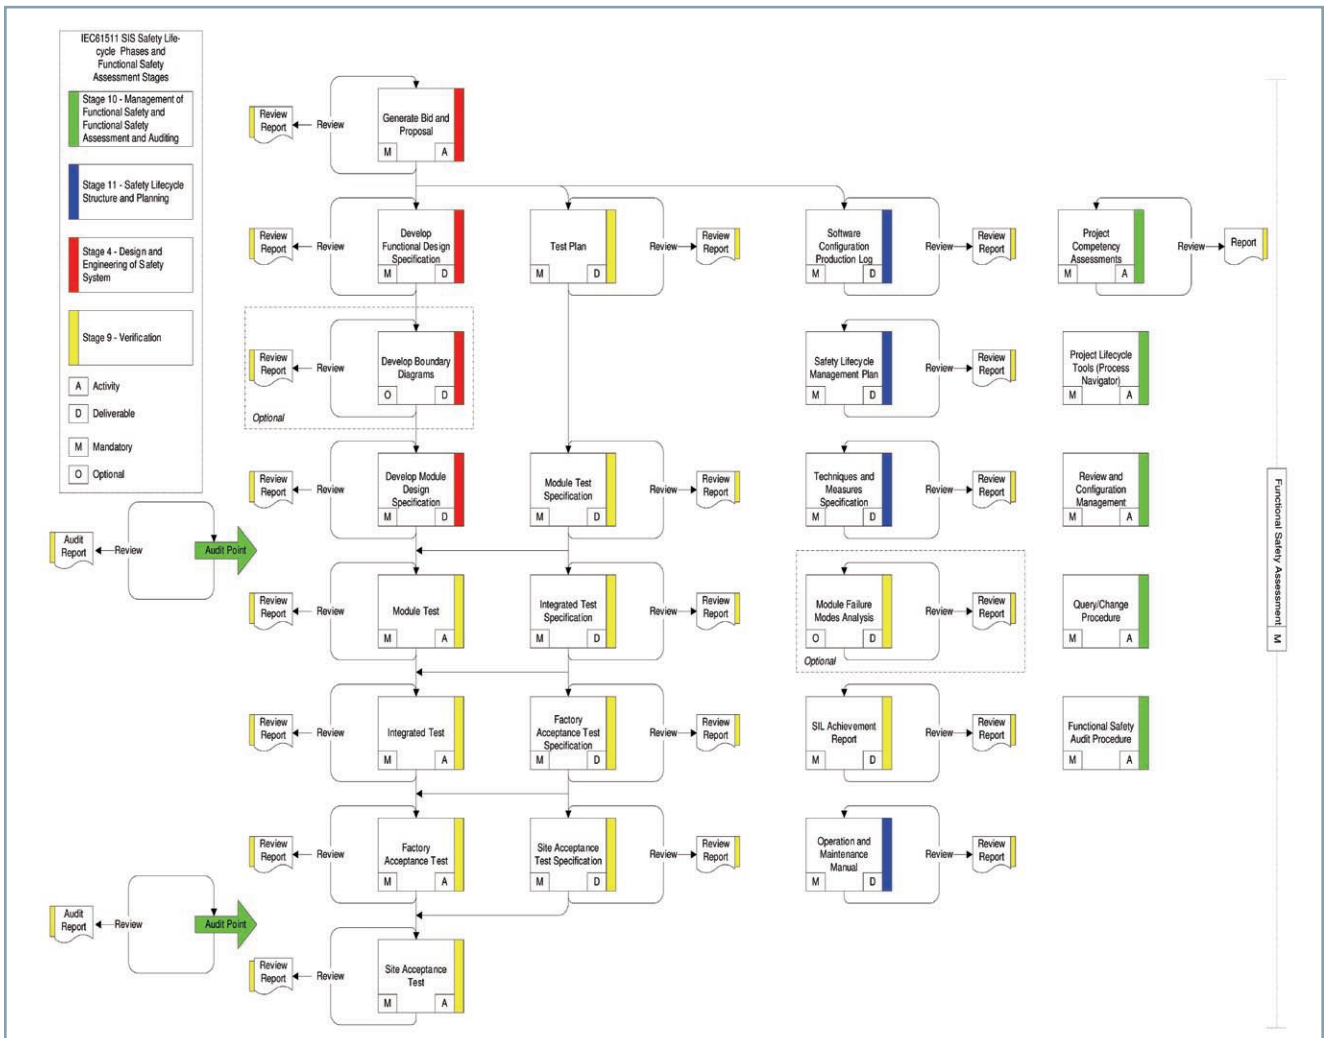 IEC61511 SIS Safety Life-
cycle Phases and
Functional Safety
Assessment Stages
Stage 10 - Management of
Functional Safety and
Functional Safety
Assessment and Auditing
Stage 11 - Safety Lifecycle
Structure and Planning
Stage 4 - Design and
Engineering of Safety
System
Stage 9 - Verification
A Activity
D Deliverable
M Mandatory
O Optional
Review
Report
Review
Generate Bid and
Proposal
M A
Review
Report
Review
Develop
Functional Design
Specification
M D
Test Plan
M D
Review
Review
Report
Software
Configuration
Production Log
M D
Review
Review
Report
Project
Competency
Assessments
M A
Review
Report
Review
Report
Review
Develop Boundary
Diagrams
O D
Optional
Safety Lifecycle
Management Plan
M D
Review
Review
Report
Project Lifecycle
Tools (Process
Navigator)
M A
Review
Report
Review
Develop Module
Design
Specification
M D
Module Test
Specification
M D
Review
Review
Report
Techniques and
Measures
Specification
M D
Review
Review
Report
Review and
Configuration
Management
M A
Audit
Report
Review
Audit Point
Review
Report
Review
Module Test
M A
Integrated Test
Specification
M D
Review
Review
Report
Module Failure
Modes Analysis
O D
Optional
Review
Review
Report
Query/Change
Procedure
M A
Review
Report
Review
Integrated Test
M A
Factory
Acceptance Test
Specification
M D
Review
Review
Report
SIL Achievement
Report
M D
Review
Review
Report
Functional Safety
Audit Procedure
M A
Review
Report
Review
Factory
Acceptance Test
M A
Site Acceptance
Test Specification
M D
Review
Review
Report
Operation and
Maintenance
Manual
M D
Review
Review
Report
Audit
Report
Review
Audit Point
Review
Report
Review
Site Acceptance
Test
M A
Functional Safety Assessment M